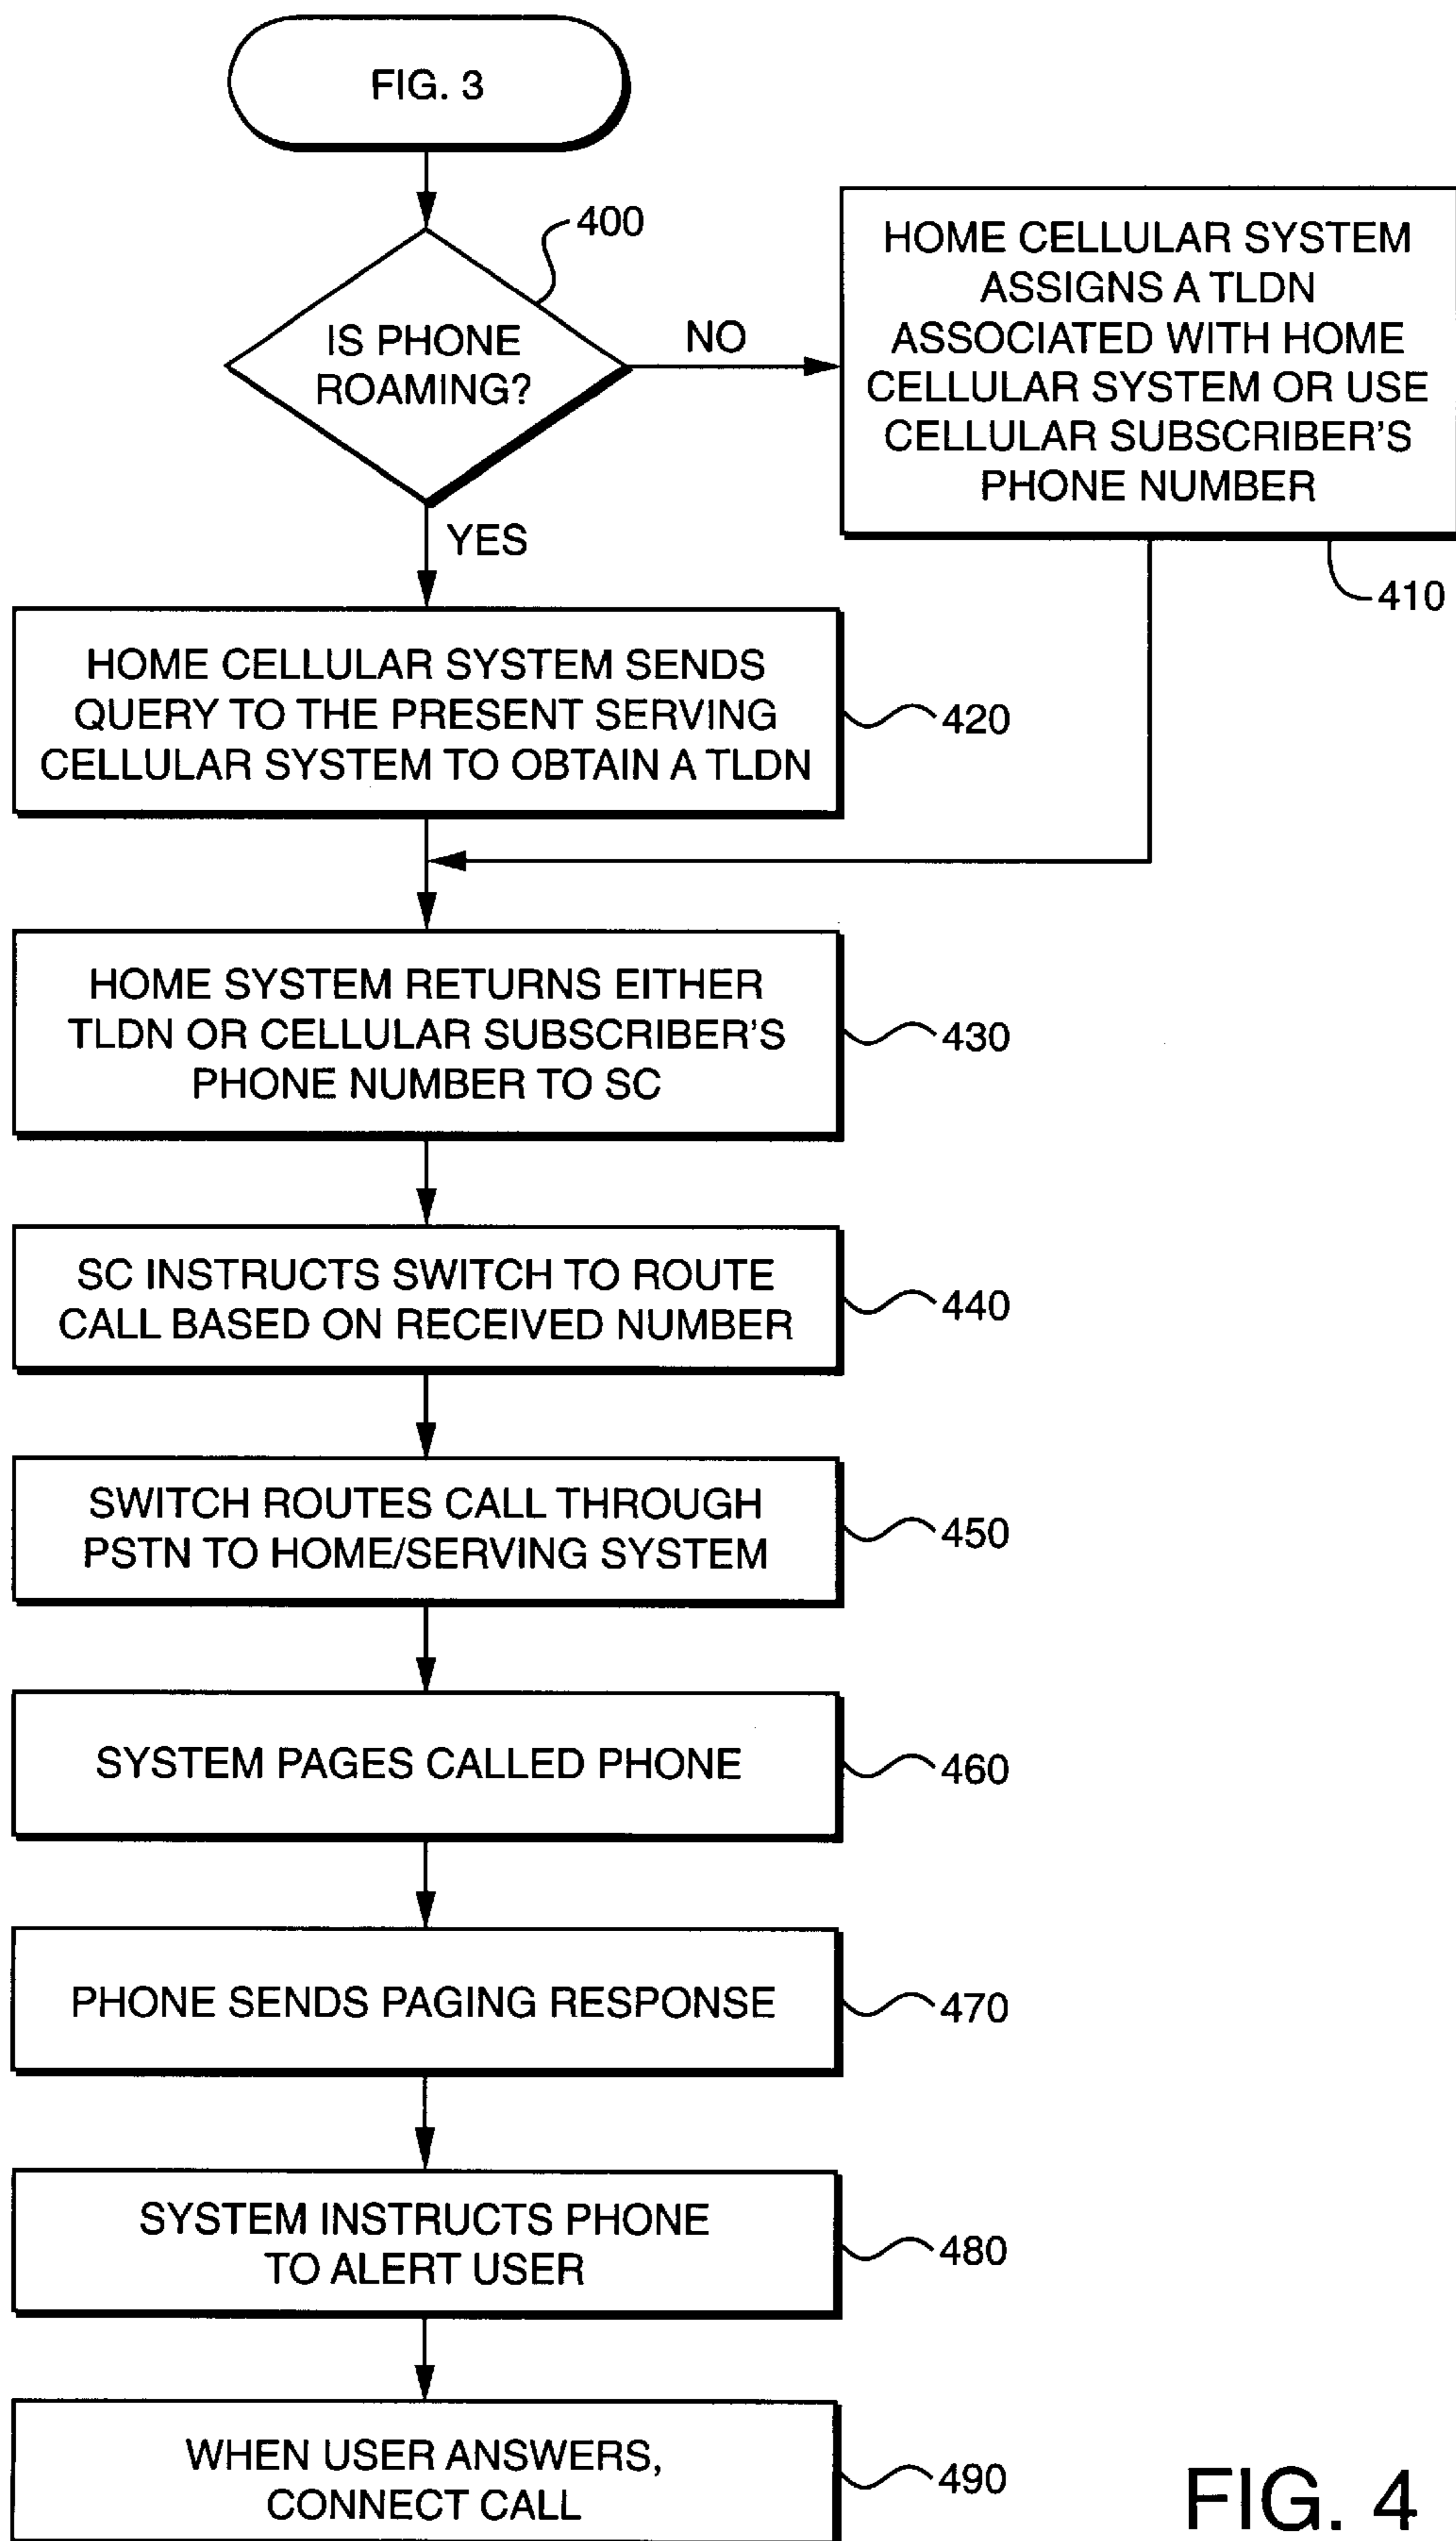 FIG. 3
400
IS PHONE
ROAMING?
NO
HOME CELLULAR SYSTEM
ASSIGNS A TLDN
ASSOCIATED WITH HOME
CELLULAR SYSTEM OR USE
CELLULAR SUBSCRIBER'S
PHONE NUMBER
410
YES
HOME CELLULAR SYSTEM SENDS
QUERY TO THE PRESENT SERVING
CELLULAR SYSTEM TO OBTAIN A TLDN
420
HOME SYSTEM RETURNS EITHER
TLDN OR CELLULAR SUBSCRIBER'S
PHONE NUMBER TO SC
430
SC INSTRUCTS SWITCH TO ROUTE
CALL BASED ON RECEIVED NUMBER
440
SWITCH ROUTES CALL THROUGH
PSTN TO HOME/SERVING SYSTEM
450
SYSTEM PAGES CALLED PHONE
460
PHONE SENDS PAGING RESPONSE
470
SYSTEM INSTRUCTS PHONE
TO ALERT USER
480
WHEN USER ANSWERS,
CONNECT CALL
490
FIG. 4